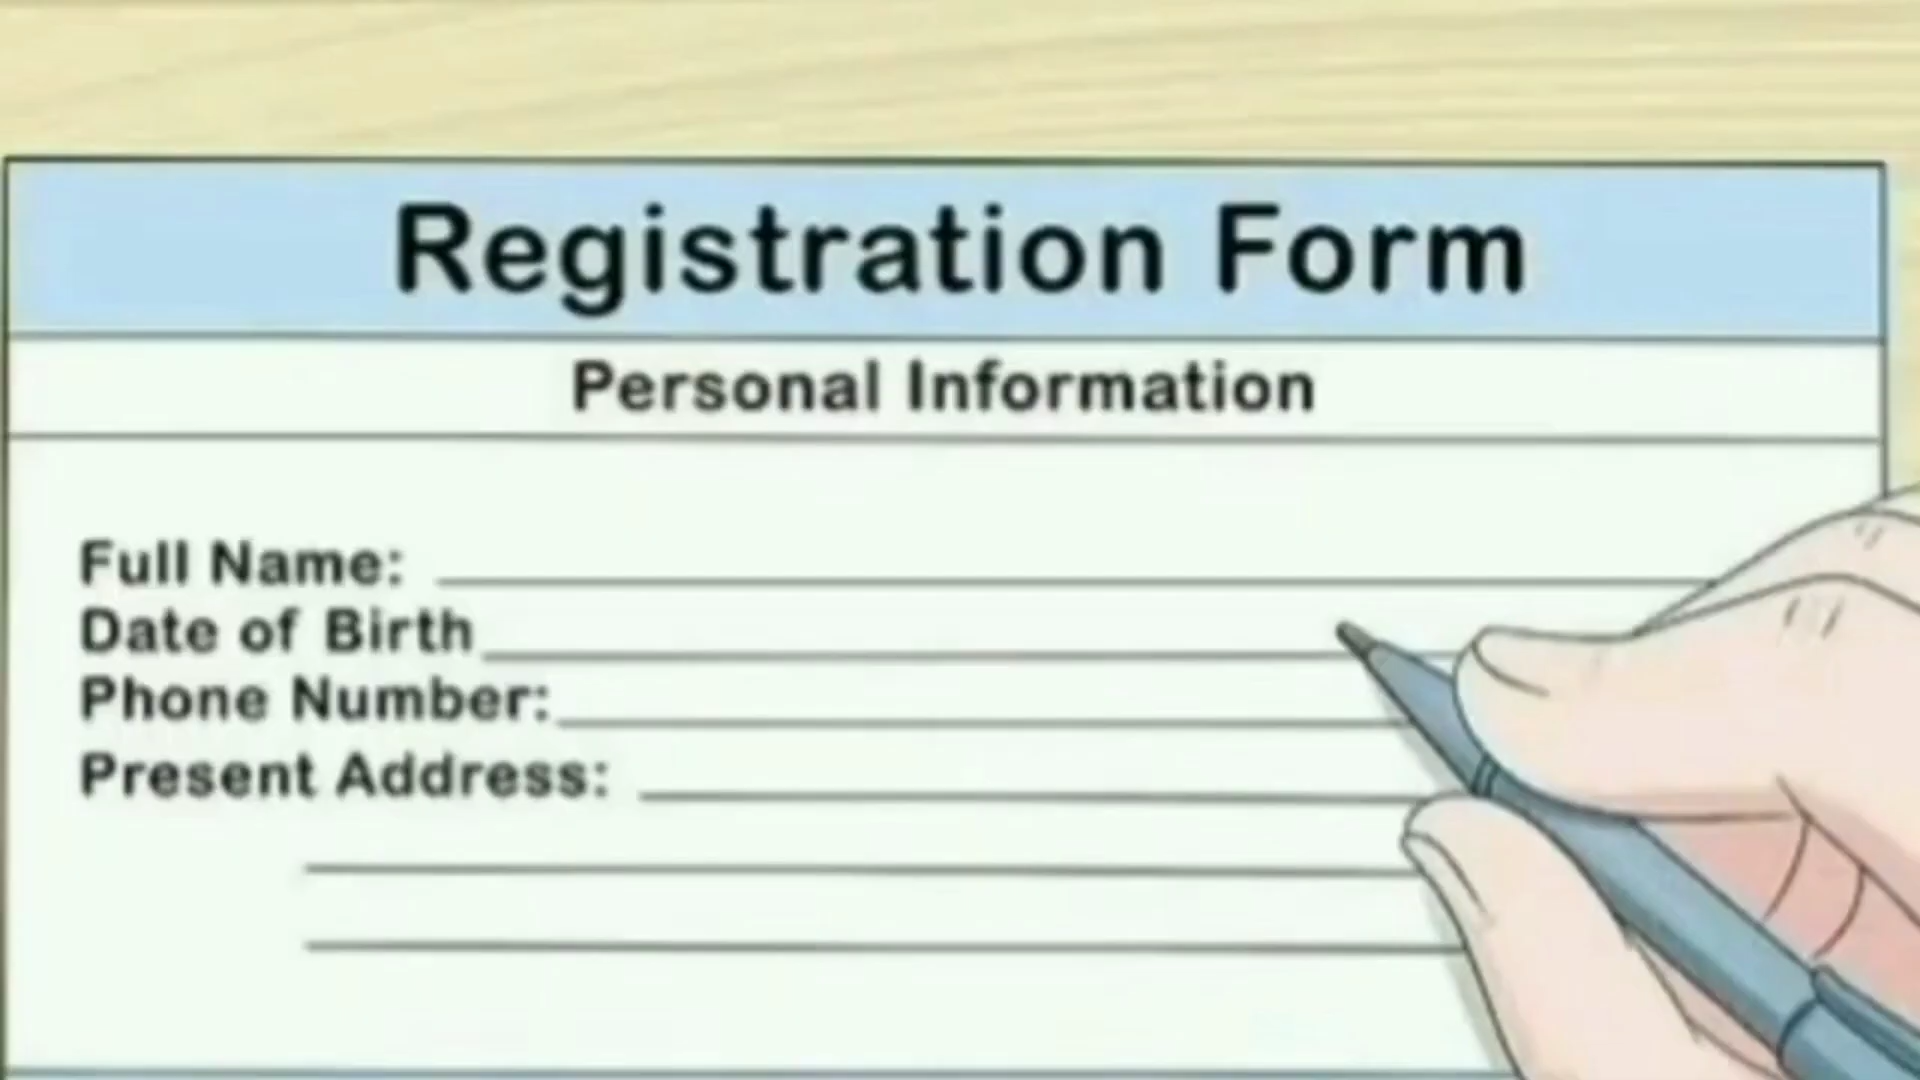 Registration Form
Personal Information
Full Name:
Date of Birth
Phone Number:
Present Address: